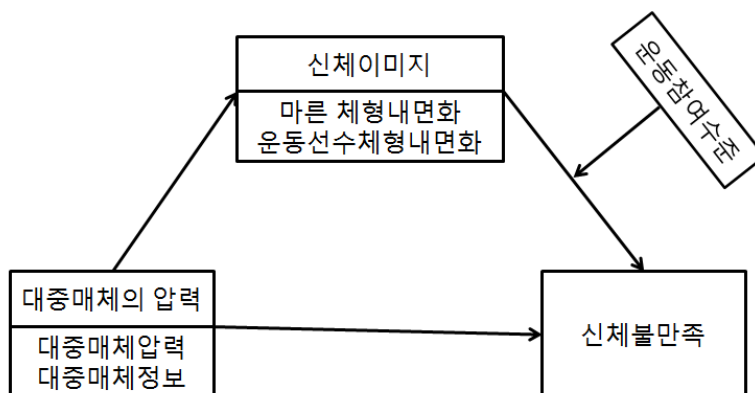 신체이미지
마른 체형내면화
운동선수체형내면화
운동참여수준
대중매체의 압력
대중매체압력
대중매체정보
신체불만족